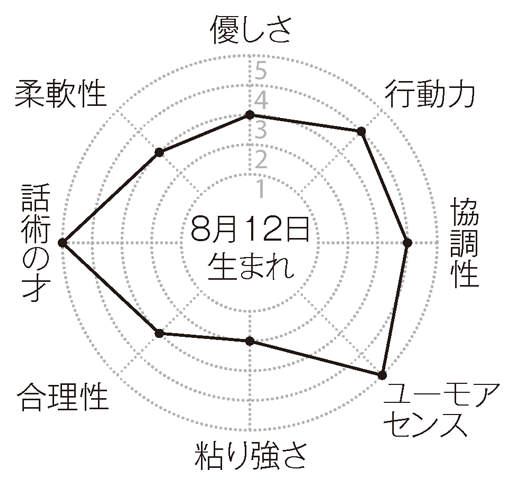 優しさ
行動力
協調性
ユーモア
センス
粘り強さ
合理性
話術の才
柔軟性
5
4
3
2
1
8月12日
生まれ